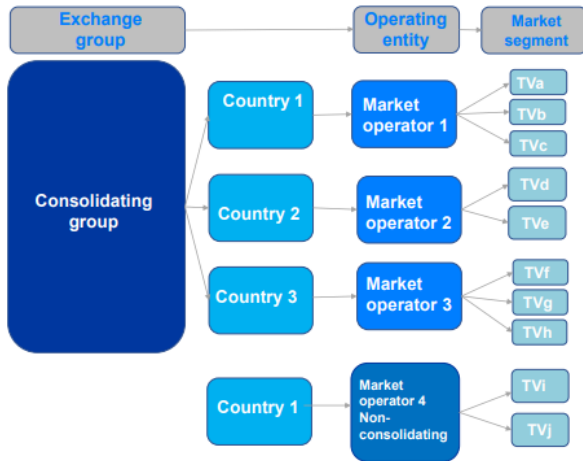 Exchange
group
Operating
entity
Market
segment
Consolidating
group
Country 1
Market
operator 1
TVa
TVb
TVc
Country 2
Market
operator 2
TVd
TVe
Country 3
Market
operator 3
TVf
TVg
TVh
Country 1
Market
operator 4
Non-
consolidating
TVi
TVj